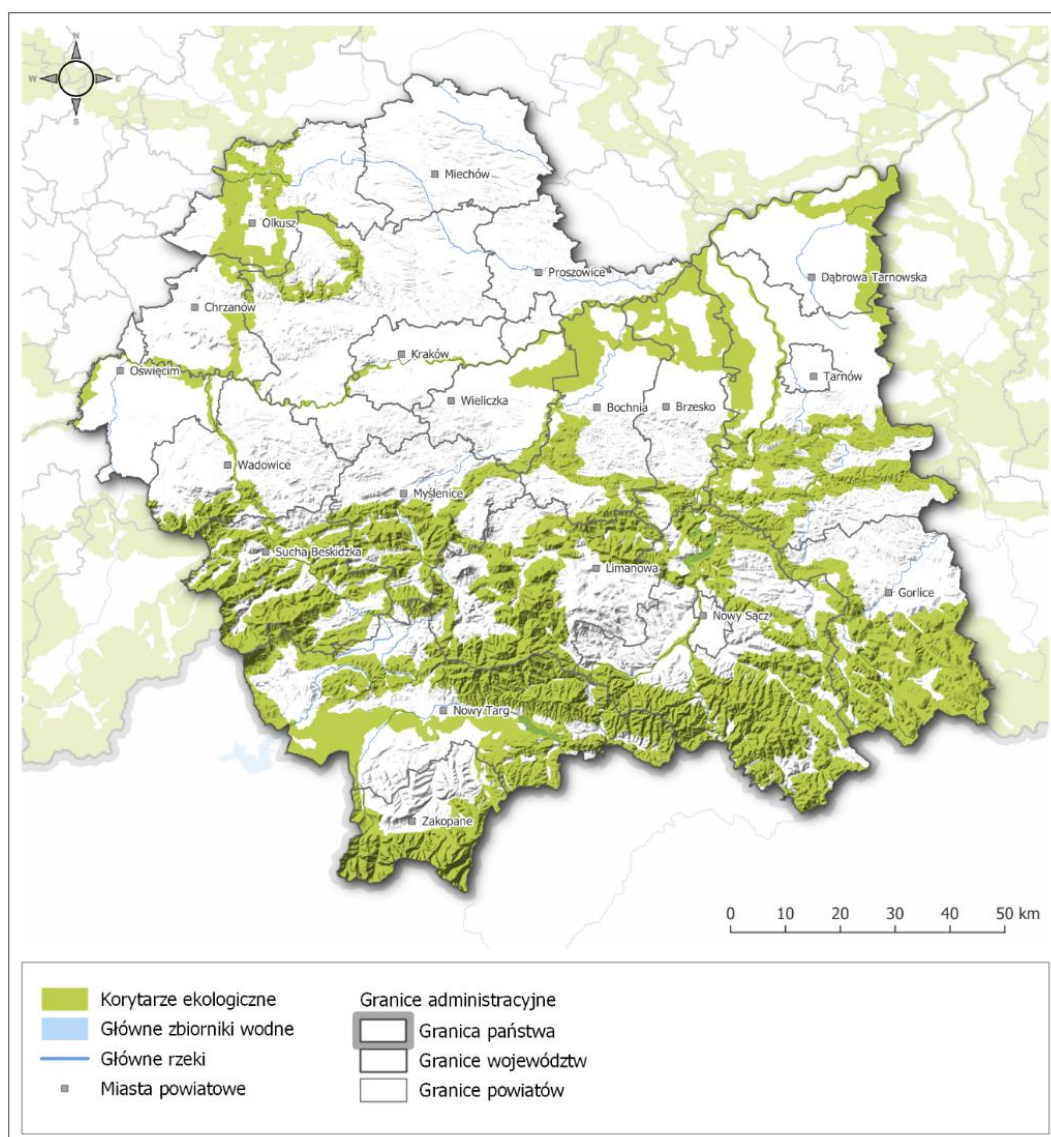 N
W E
S
Miechów
Olkusz
Proszowice
Dąbrowa Tarnowska
Chrzanów
Kraków
Oświęcim
Tarnów
Wieliczka
Bochnia
Brzesko
Wadowice
Myślenice
Sucha Beskidzka
Limanowa
Gorlice
Nowy Sącz
Nowy Targ
Zakopane
0 10 20 30 40 50 km
Korytarze ekologiczne
Główne zbiorniki wodne
Główne rzeki
Miasta powiatowe
Granice administracyjne
Granica państwa
Granice województw
Granice powiatów